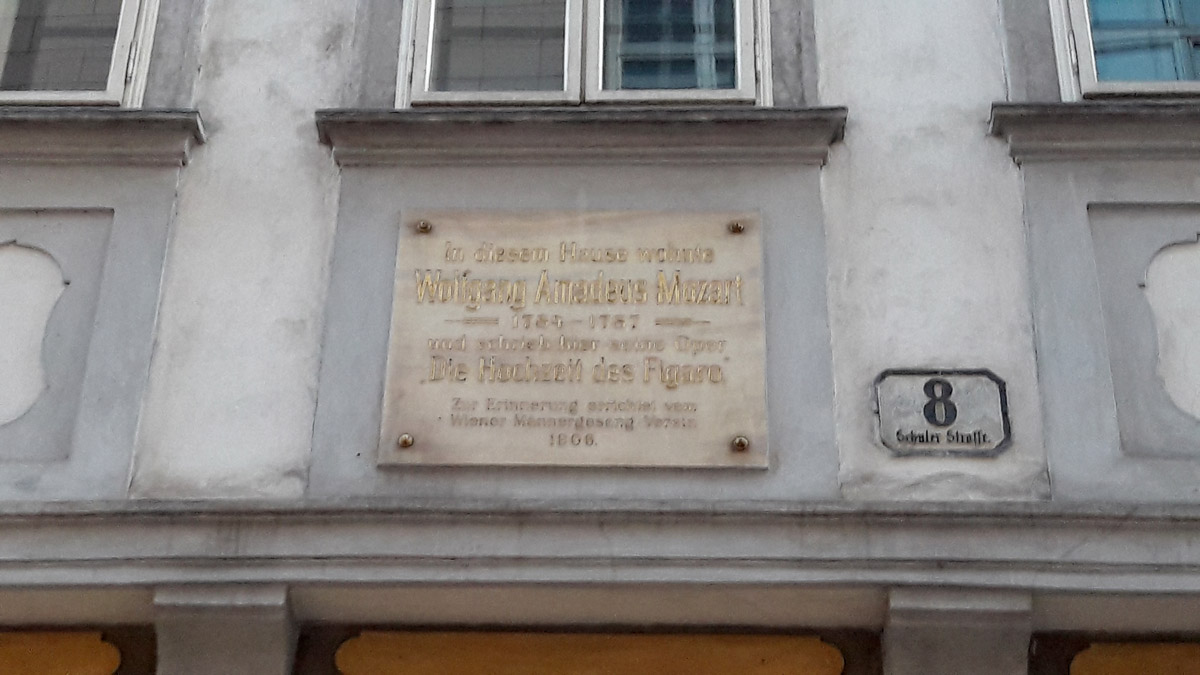 In diesem Hause wohnte
Wolfgang Amadeus Mozart
1784–1787
und schrieb hier seine Oper
„Die Hochzeit des Figaro“
Zur Erinnerung errichtet vom
Wiener Männergesang Verein
1906.
8
Schuler Straße.